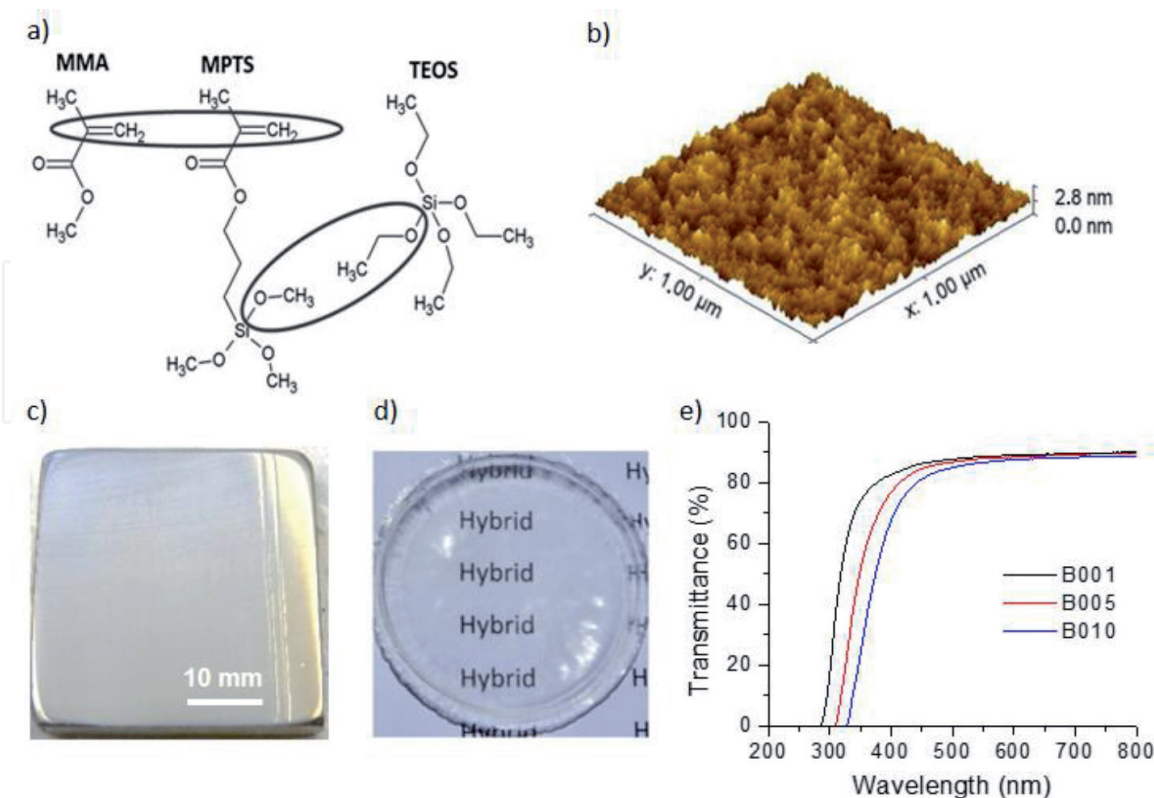 a)
MMA
MPTS
TEOS
H₃C
CH₂
O
O
H₃C
H₃C
CH₂
O
O
O–CH₃
Si
H₃C–O
O
CH₃
H₃C
O
Si
O
CH₃
O
O
H₃C
H₃C
b)
2.8 nm
0.0 nm
y: 1.00 µm
x: 1.00 µm
c)
10 mm
d)
Hybrid Hy
Hybrid
Hybrid
Hybrid
Hybrid H
Hybrid H
e)
100
80
60
40
20
0
Transmittance (%)
B001
B005
B010
200 300 400 500 600 700 800
Wavelength (nm)